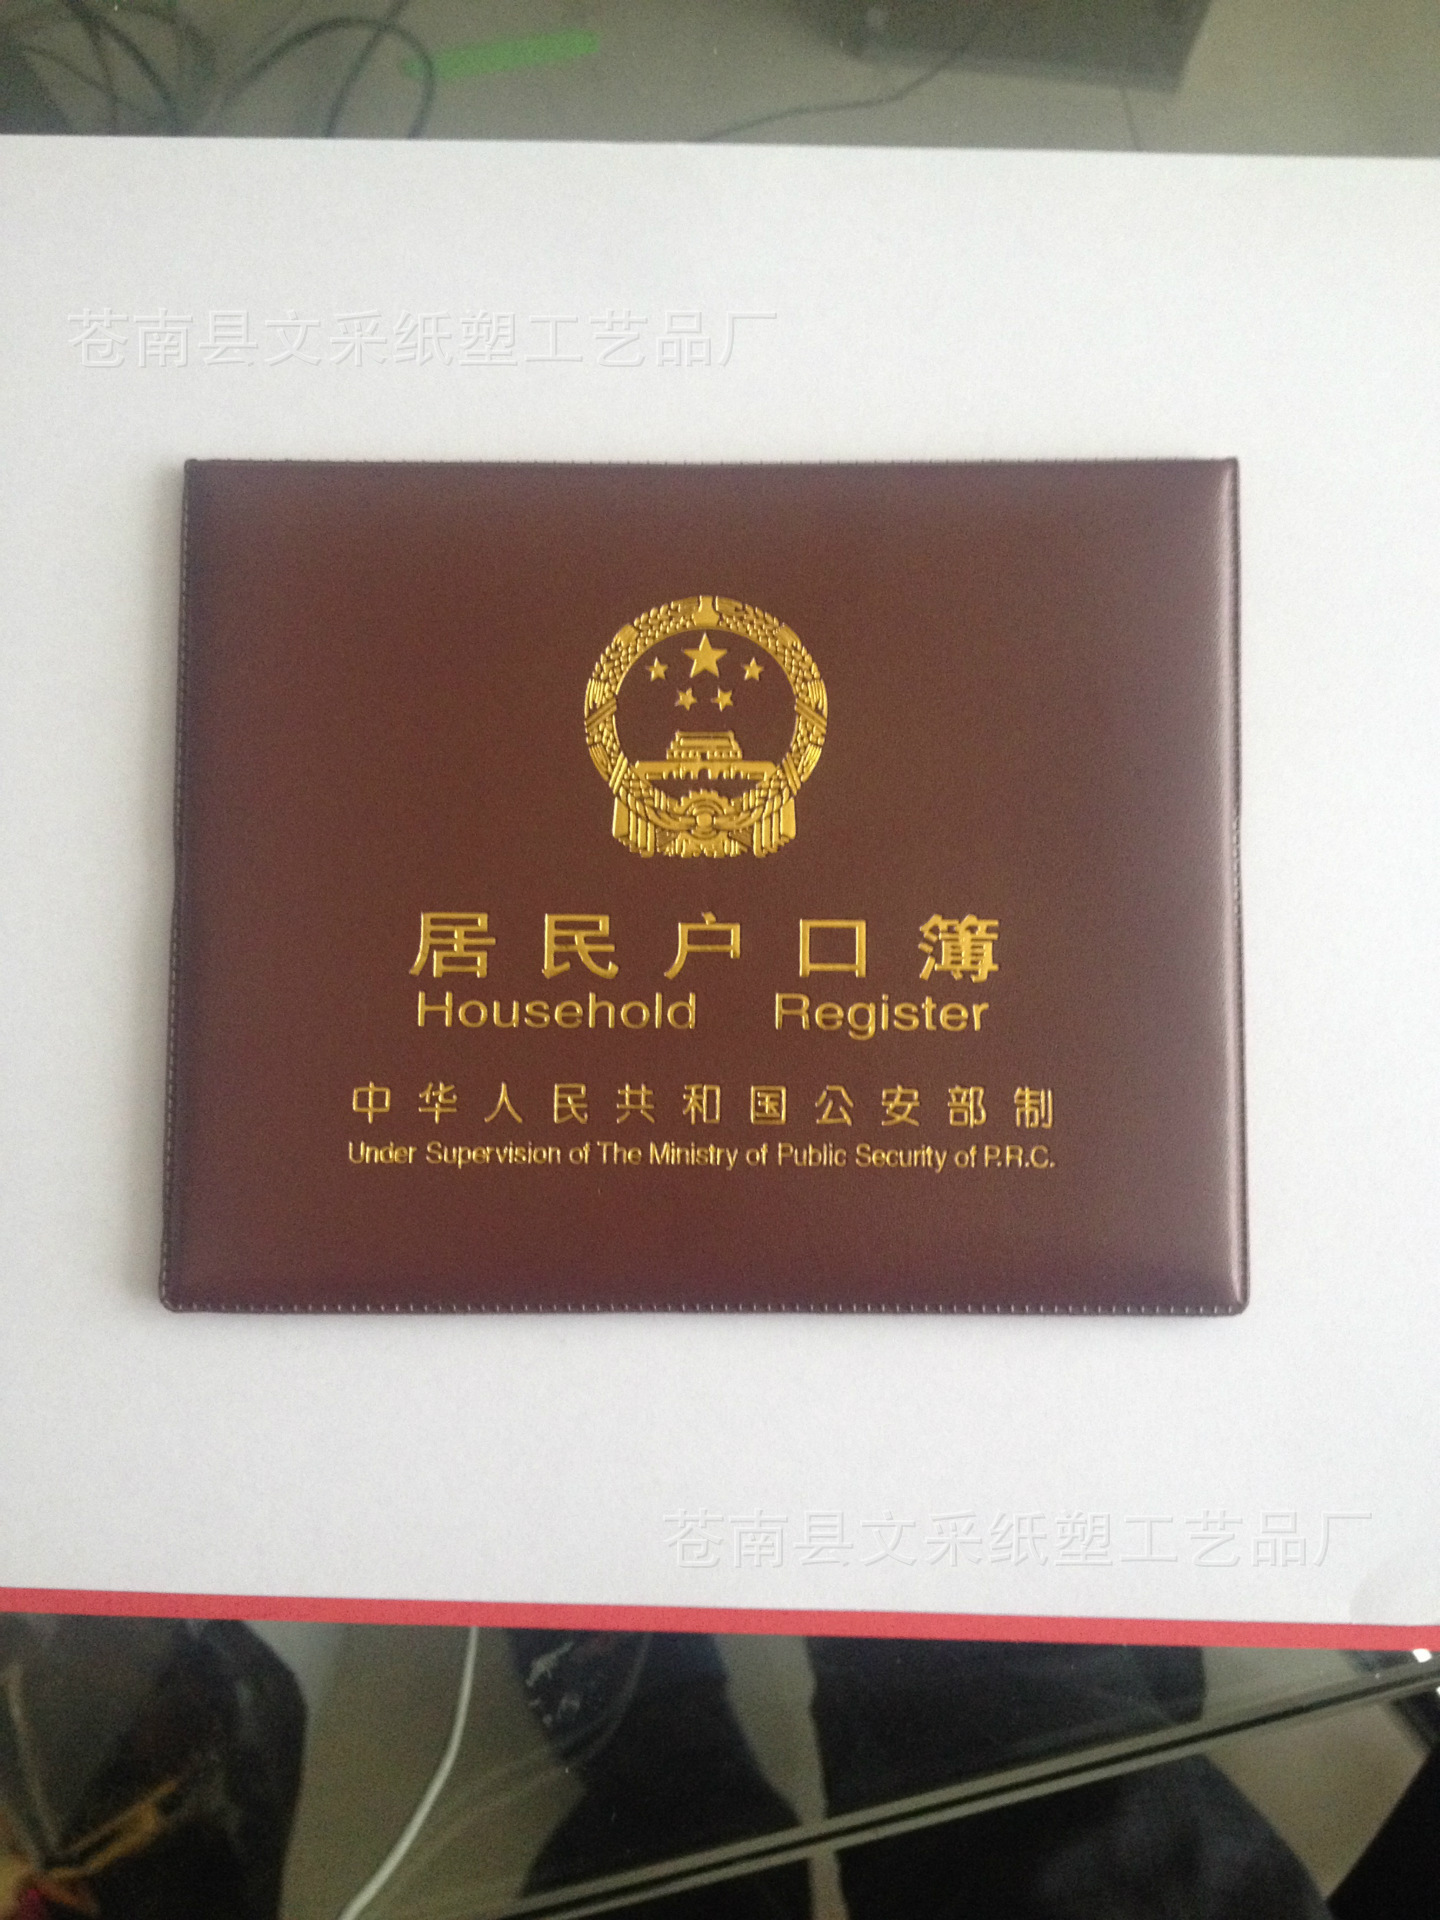 苍南县文采纸塑工艺品厂
居民户口簿
Household Register
中华人民共和国公安部制
Under Supervision of The Ministry of Public Security of P.R.C.
苍南县文采纸塑工艺品厂